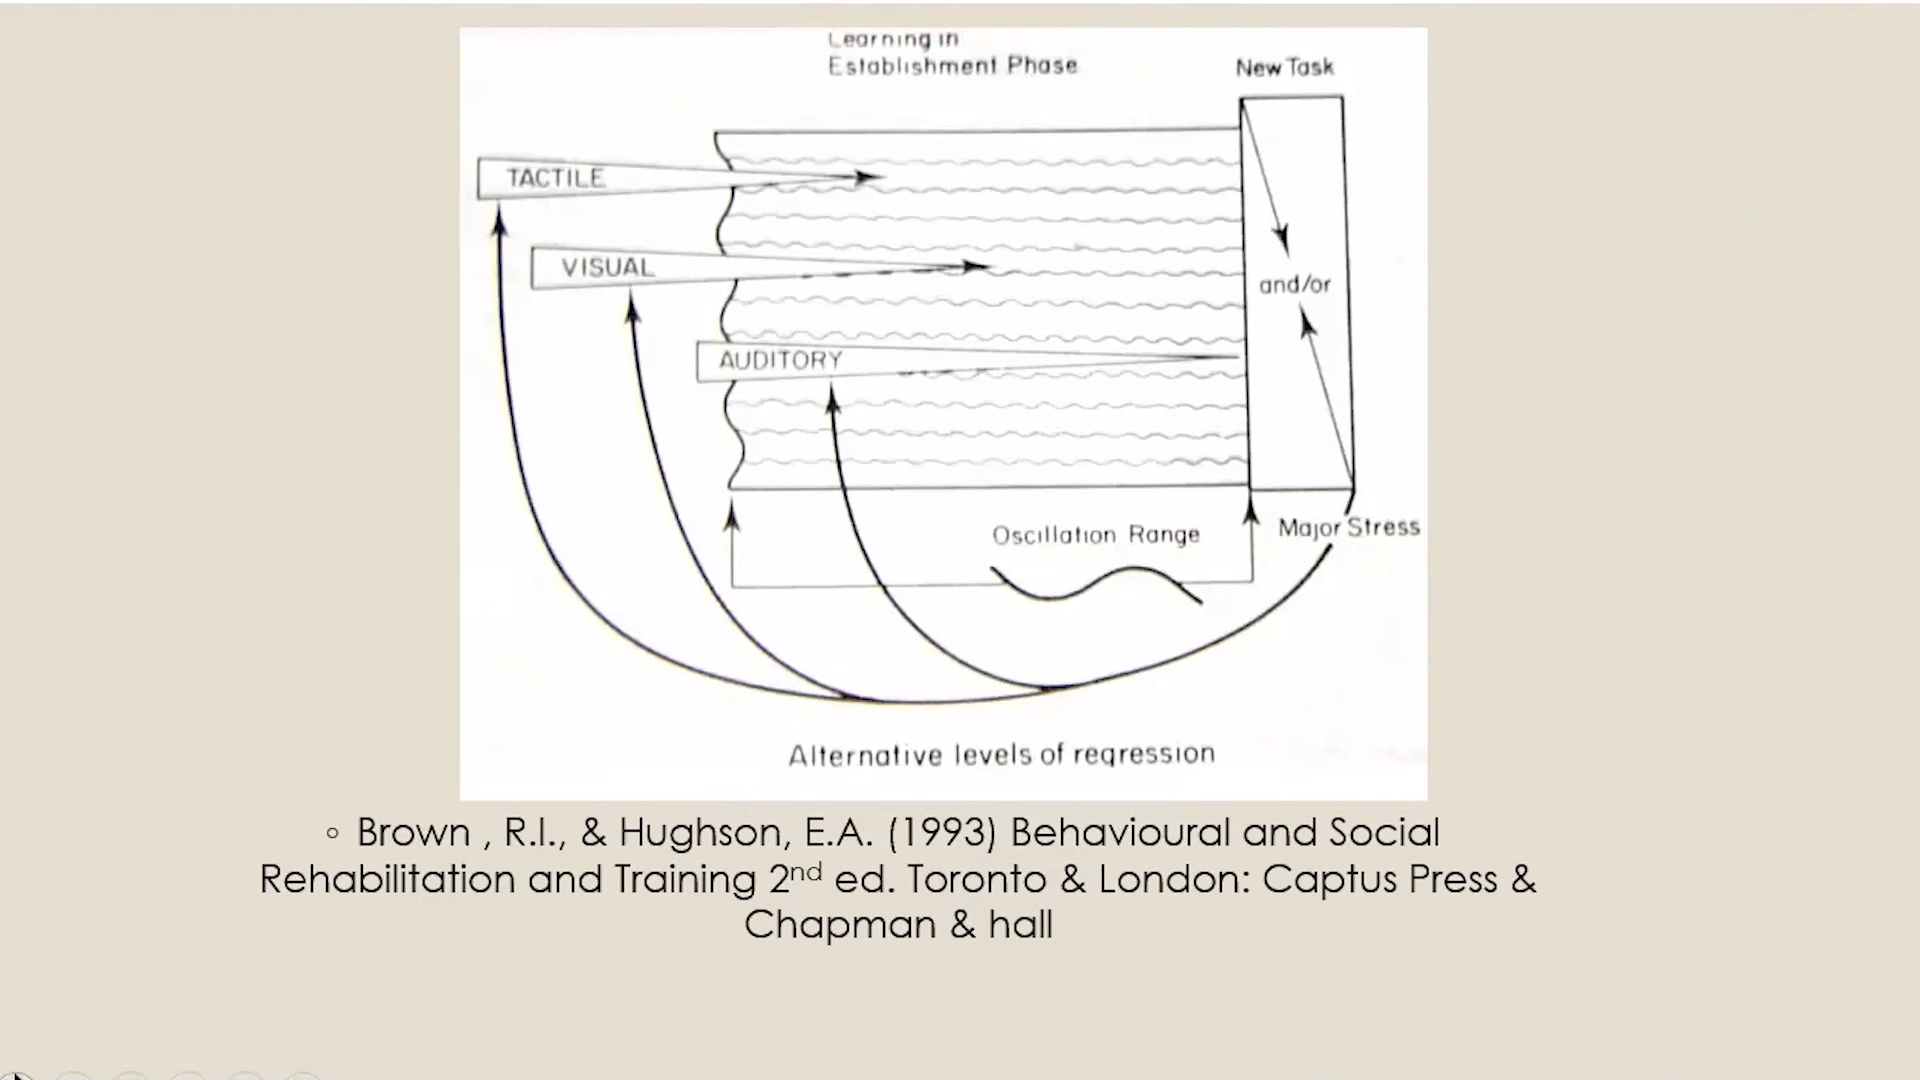 Learning in
Establishment Phase
New Task
TACTILE
VISUAL
and/or
AUDITORY
Oscillation Range
Major Stress
Alternative levels of regression
◦ Brown , R.I., & Hughson, E.A. (1993) Behavioural and Social
Rehabilitation and Training 2nd ed. Toronto & London: Captus Press &
Chapman & hall